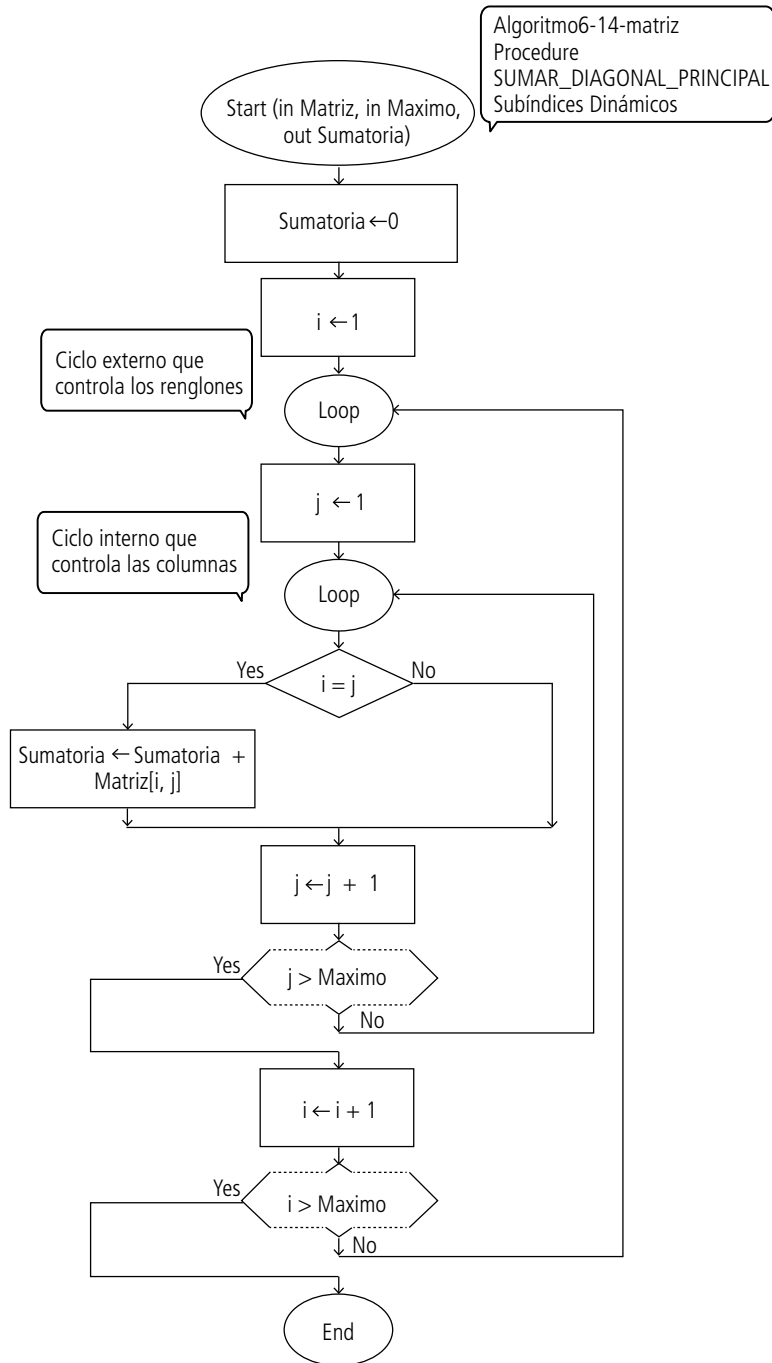 Algoritmo6-14-matriz
Procedure
SUMAR_DIAGONAL_PRINCIPAL
Subíndices Dinámicos
Start (in Matriz, in Maximo,
out Sumatoria)
Sumatoria ←0
i ←1
Ciclo externo que
controla los renglones
Loop
j ←1
Ciclo interno que
controla las columnas
Loop
Yes
i = j
No
Sumatoria ← Sumatoria +
Matriz[i, j]
j ← j + 1
Yes
j > Maximo
No
i ← i + 1
Yes
i > Maximo
No
End